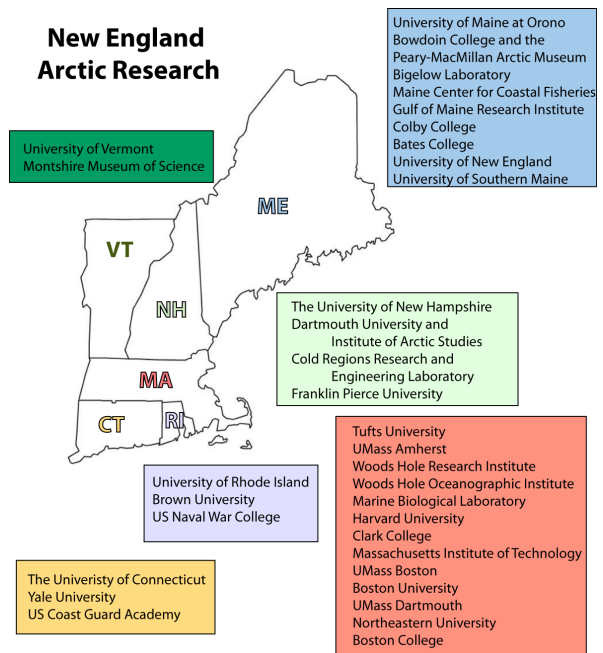 New England
Arctic Research
University of Maine at Orono
Bowdoin College and the
Peary-MacMillan Arctic Museum
Bigelow Laboratory
Maine Center for Coastal Fisheries
Gulf of Maine Research Institute
Colby College
Bates College
University of New England
University of Southern Maine
University of Vermont
Montshire Museum of Science
ME
VT
NH
MA
CT
RI
The University of New Hampshire
Dartmouth University and
Institute of Arctic Studies
Cold Regions Research and
Engineering Laboratory
Franklin Pierce University
Tufts University
UMass Amherst
Woods Hole Research Institute
Woods Hole Oceanographic Institute
Marine Biological Laboratory
Harvard University
Clark College
Massachusetts Institute of Technology
UMass Boston
Boston University
UMass Dartmouth
Northeastern University
Boston College
University of Rhode Island
Brown University
US Naval War College
The Univeristy of Connecticut
Yale University
US Coast Guard Academy